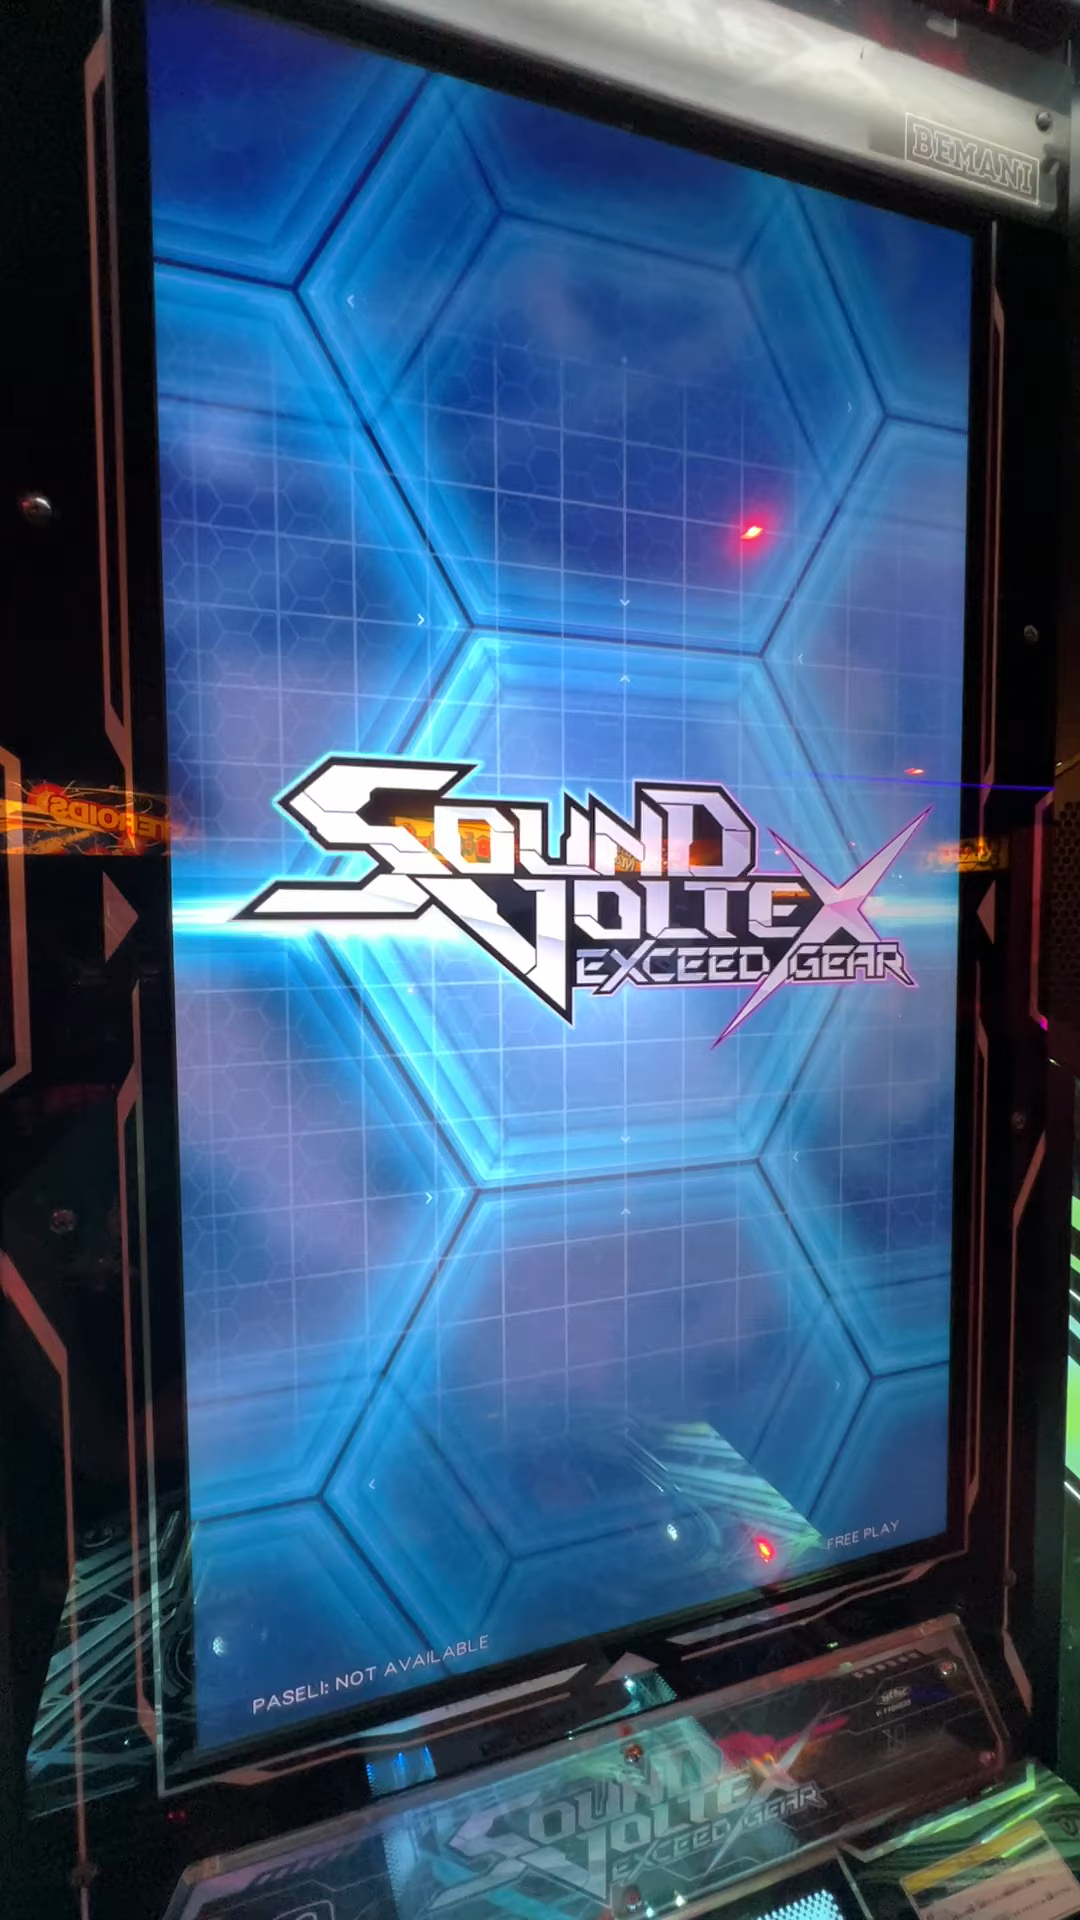 BEMANI
SOUND
VOLTEX
EXCEED GEAR
FREE PLAY
PASELI: NOT AVAILABLE
SOUND
VOLTEX
EXCEED GEAR